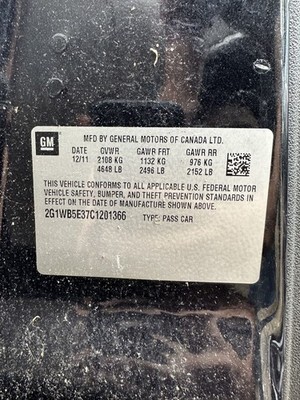 GM
MFD BY GENERAL MOTORS OF CANADA LTD.
DATE GVWR GAWR FRT GAWR RR
12/11 2108 KG 1132 KG 976 KG
4648 LB 2496 LB 2152 LB
THIS VEHICLE CONFORMS TO ALL APPLICABLE U.S. FEDERAL MOTOR
VEHICLE SAFETY, BUMPER, AND THEFT PREVENTION STANDARDS IN
EFFECT ON THE DATE OF MANUFACTURE SHOWN ABOVE.
2G1WB5E37C1201366 TYPE: PASS CAR